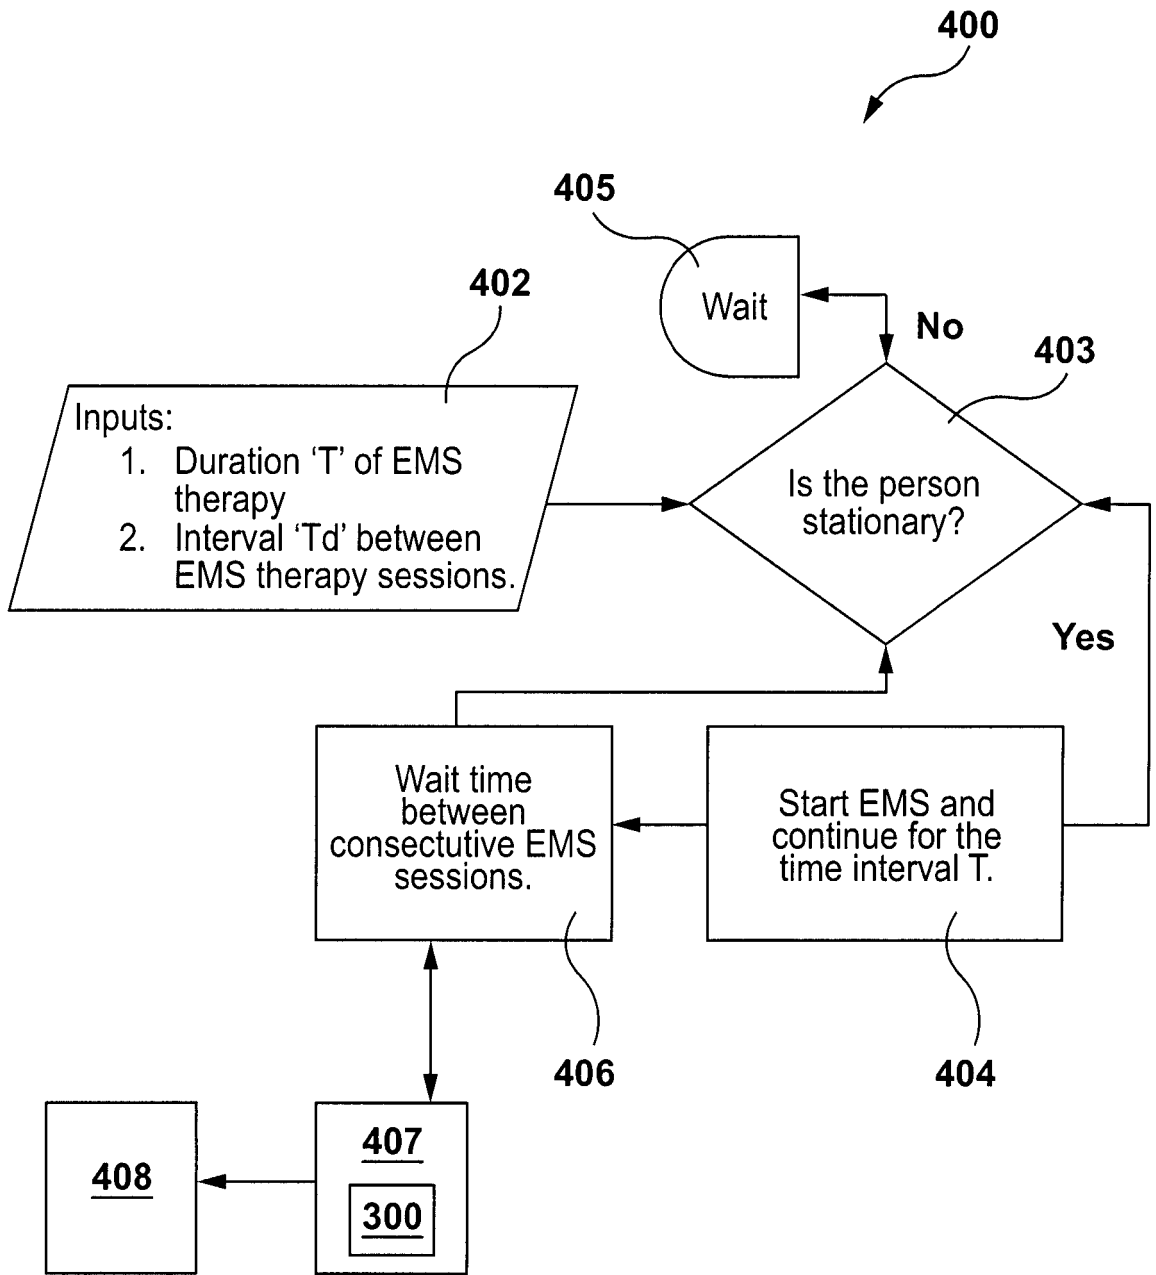 400
405
Wait
No
402
403
Inputs:
1. Duration ‘T’ of EMS
therapy
2. Interval ‘Td’ between
EMS therapy sessions.
Is the person
stationary?
Yes
Wait time
between
consectutive EMS
sessions.
Start EMS and
continue for the
time interval T.
406
404
407
300
408